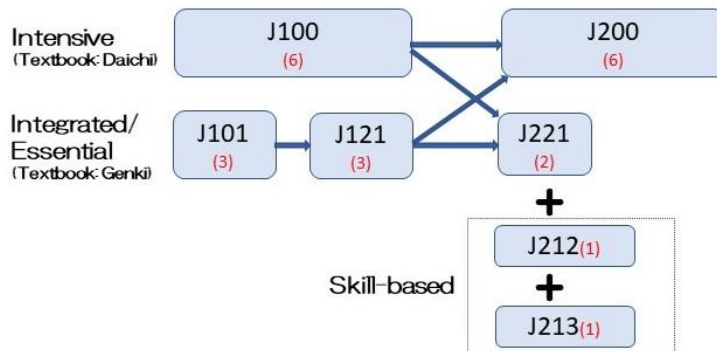 Intensive
(Textbook: Daichi)
J100
(6)
J200
(6)
Integrated/
Essential
(Textbook: Genki)
J101
(3)
J121
(3)
J221
(2)
+
Skill-based
J212(1)
+
J213(1)